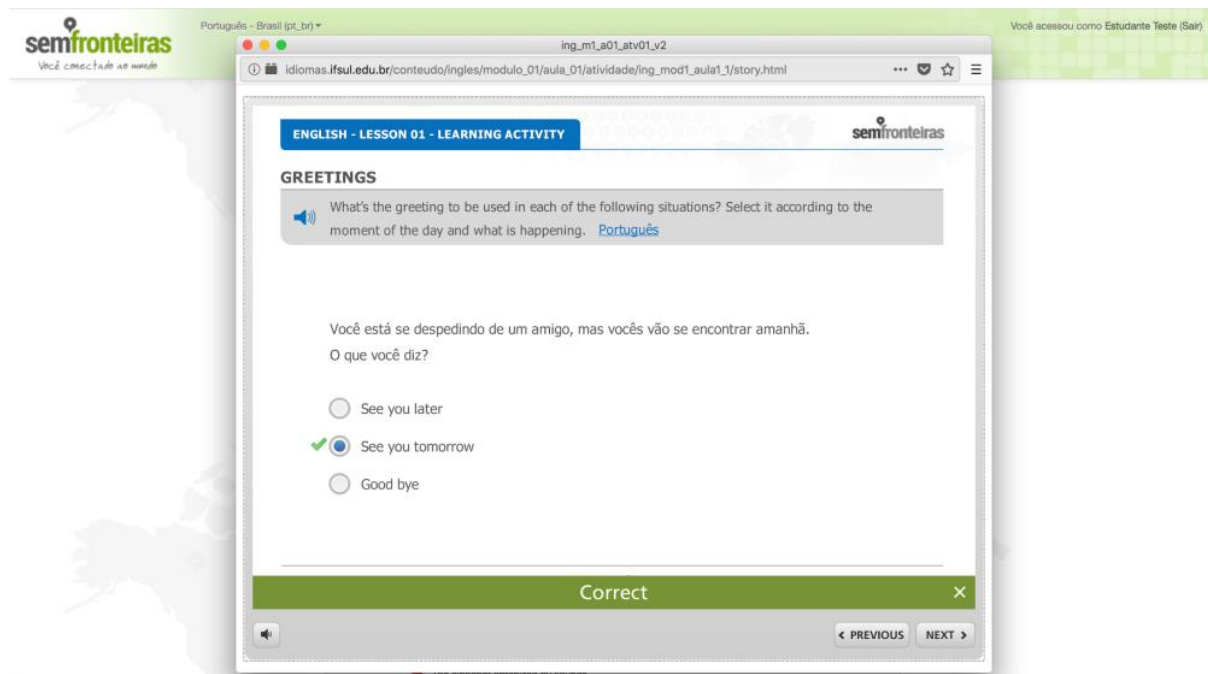 Português - Brasil (pt_br)
Você acessou como Estudante Teste (Sair)
semfronteiras
Você conectado ao mundo
ing_m1_a01_atv01_v2
idiomas.ifsul.edu.br/conteudo/ingles/modulo_01/aula_01/atividade/ing_mod1_aula1_1/story.html
ENGLISH - LESSON 01 - LEARNING ACTIVITY
semfronteiras
GREETINGS
What's the greeting to be used in each of the following situations? Select it according to the
moment of the day and what is happening. Português
Você está se despedindo de um amigo, mas vocês vão se encontrar amanhã.
O que você diz?
See you later
See you tomorrow
Good bye
Correct
PREVIOUS NEXT